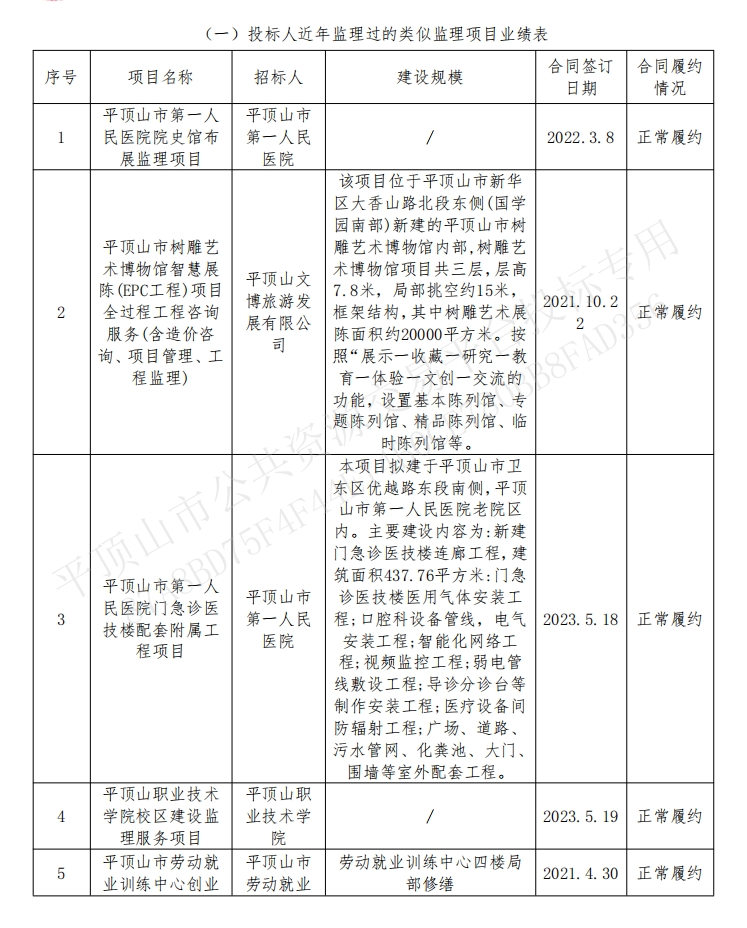 （一）投标人近年监理过的类似监理项目业绩表
序号
项目名称
招标人
建设规模
合同签订
日期
合同履约
情况
1
平顶山市第一人
民医院院史馆布
展监理项目
平顶山市
第一人民
医院
/
2022.3.8
正常履约
2
平顶山市树雕艺
术博物馆智慧展
陈(EPC工程)项目
全过程工程咨询
服务(含造价咨
询、项目管理、工
程监理)
平顶山文
博旅游发
展有限公
司
该项目位于平顶山市新华
区大香山路北段东侧(国学
园南部)新建的平顶山市树
雕艺术博物馆内部,树雕艺
术博物馆项目共三层,层高
7.8米，局部挑空约15米，
框架结构,其中树雕艺术展
陈面积约20000平方米。按
照“展示一收藏一研究一教
育一体验一文创一交流的
功能，设置基本陈列馆、专
题陈列馆、精品陈列馆、临
时陈列馆等。
2021.10.2
2
正常履约
3
平顶山市第一人
民医院门急诊医
技楼配套附属工
程项目
平顶山市
第一人民
医院
本项目拟建于平顶山市卫
东区优越路东段南侧,平顶
山市第一人民医院老院区
内。主要建设内容为:新建
门急诊医技楼连廊工程,建
筑面积437.76平方米:门急
诊医技楼医用气体安装工
程;口腔科设备管线，电气
安装工程;智能化网络工
程;视频监控工程;弱电管
线敷设工程;导诊分诊台等
制作安装工程;医疗设备间
防辐射工程;广场、道路、
污水管网、化粪池、大门、
围墙等室外配套工程。
2023.5.18
正常履约
4
平顶山职业技术
学院校区建设监
理服务项目
平顶山职
业技术学
院
/
2023.5.19
正常履约
5
平顶山市劳动就
业训练中心创业
平顶山市
劳动就业
劳动就业训练中心四楼局
部修缮
2021.4.30
正常履约
平顶山市公共资源交易平台投标专用